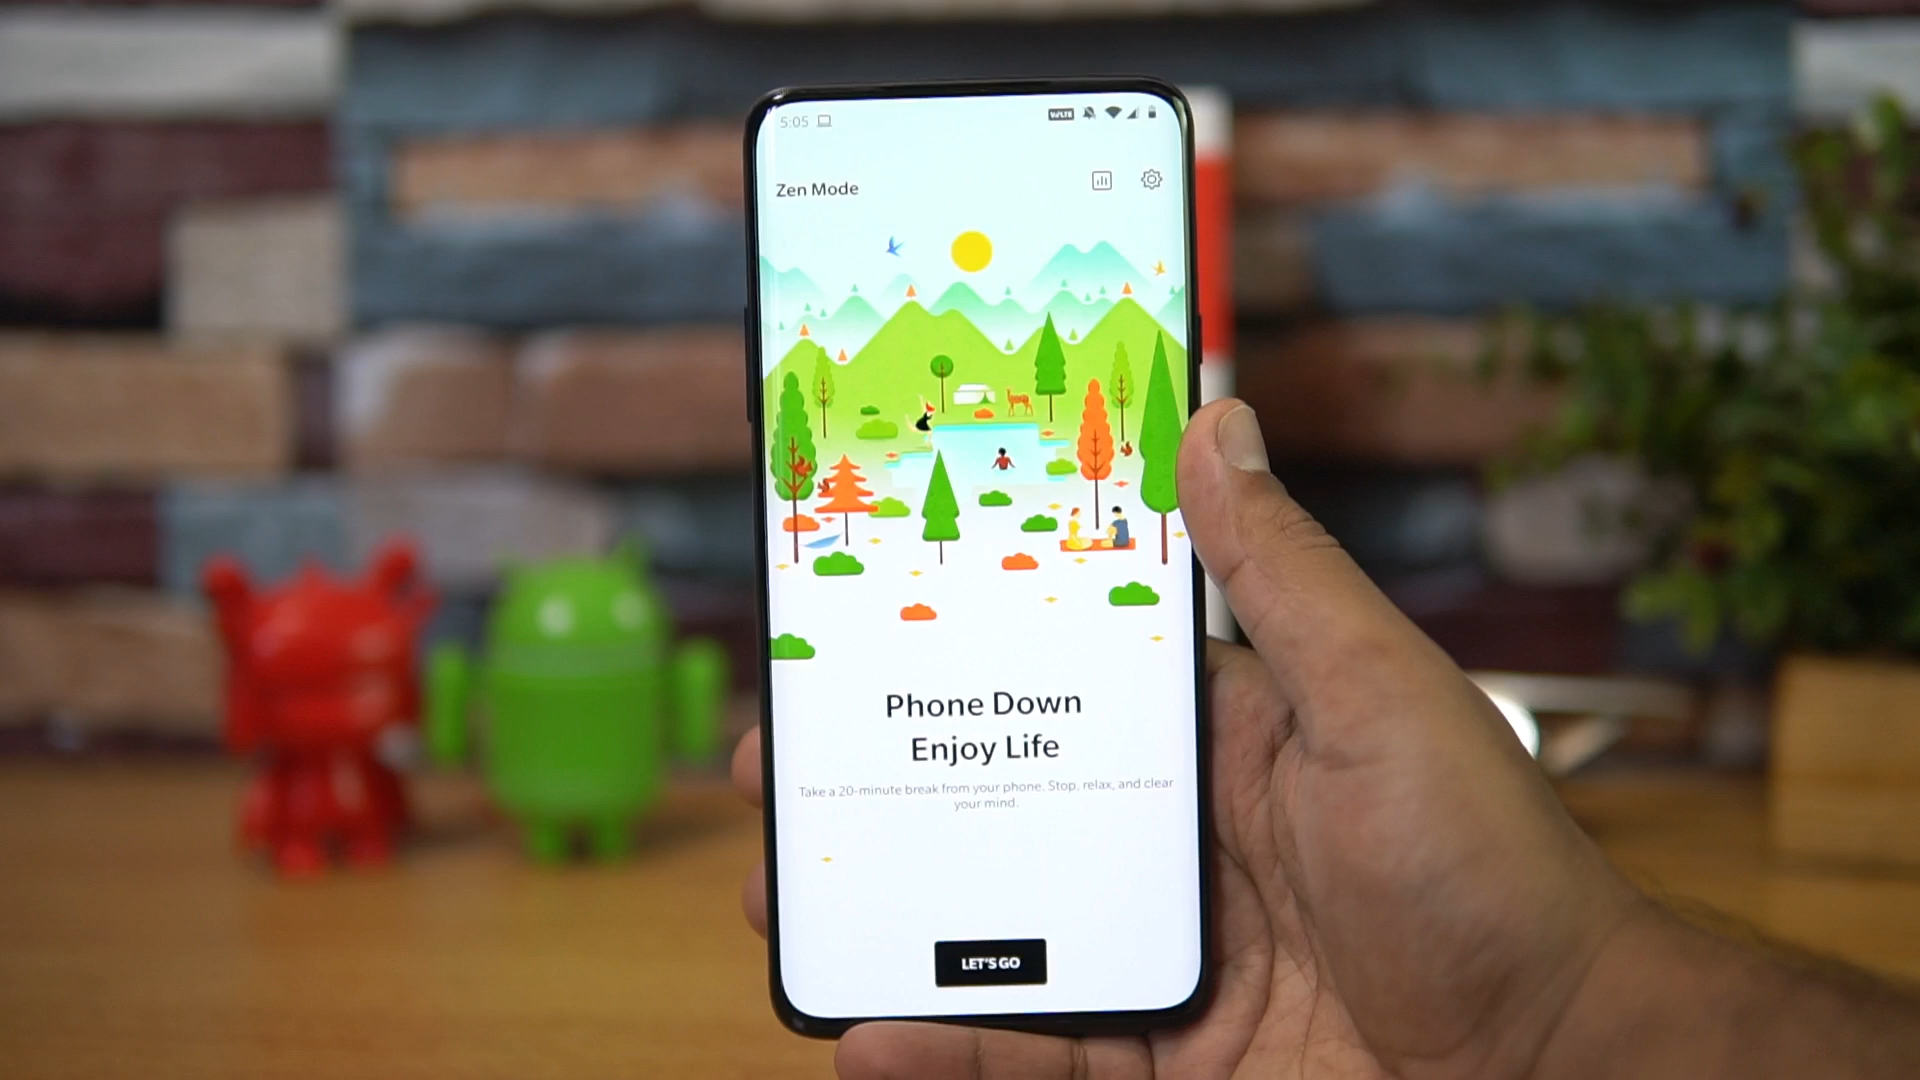 5:05
VoLTE
Zen Mode
Phone Down
Enjoy Life
Take a 20-minute break from your phone. Stop, relax, and clear
your mind.
LET'S GO